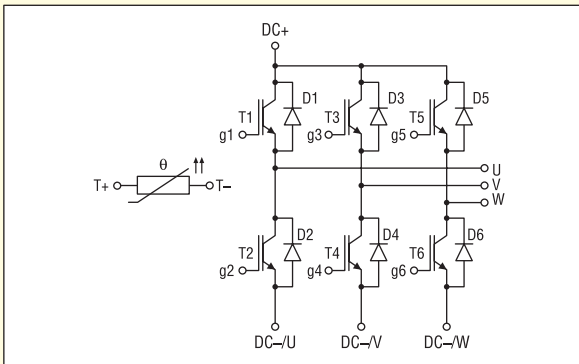 DC+
T1 D1 T3 D3 T5 D5
g1 g3 g5
θ
T+ T–
U
V
W
T2 D2 T4 D4 T6 D6
g2 g4 g6
DC–/U DC–/V DC–/W